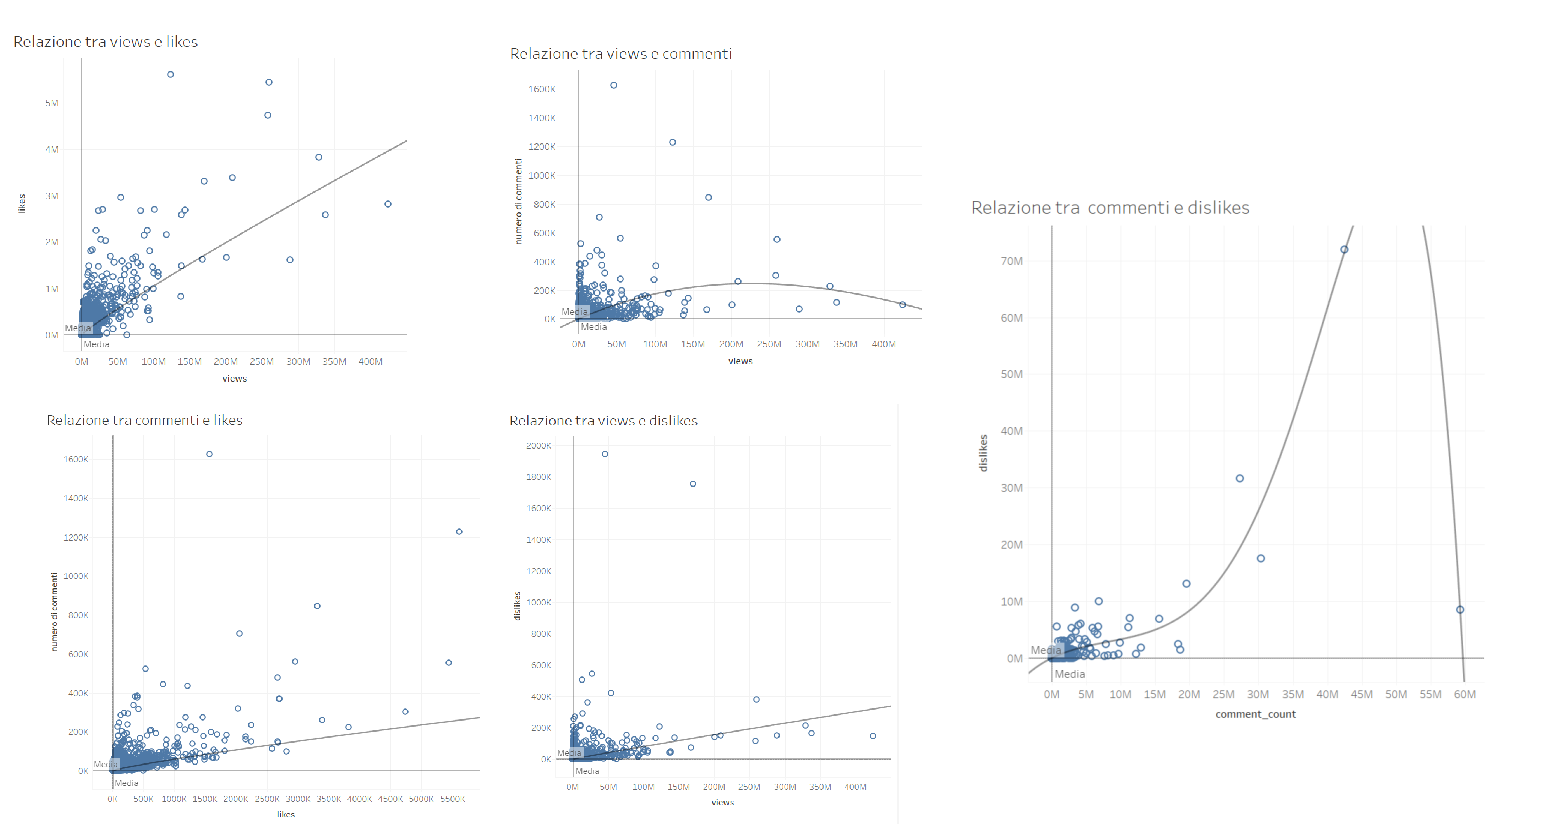 Relazione tra views e likes
5M
4M
3M
2M
1M
0M
likes
Media
Media
0M 50M 100M 150M 200M 250M 300M 350M 400M
views
Relazione tra views e commenti
1600K
1400K
1200K
1000K
800K
600K
400K
200K
0K
numero di commenti
Media
Media
0M 50M 100M 150M 200M 250M 300M 350M 400M
views
Relazione tra commenti e likes
1600K
1400K
1200K
1000K
800K
600K
400K
200K
0K
numero di commenti
Media
Media
0K 500K 1000K 1500K 2000K 2500K 3000K 3500K 4000K 4500K 5000K 5500K
likes
Relazione tra views e dislikes
2000K
1800K
1600K
1400K
1200K
1000K
800K
600K
400K
200K
0K
dislikes
Media
Media
0M 50M 100M 150M 200M 250M 300M 350M 400M
views
Relazione tra commenti e dislikes
70M
60M
50M
40M
30M
20M
10M
0M
dislikes
Media
Media
0M 5M 10M 15M 20M 25M 30M 35M 40M 45M 50M 55M 60M
comment_count